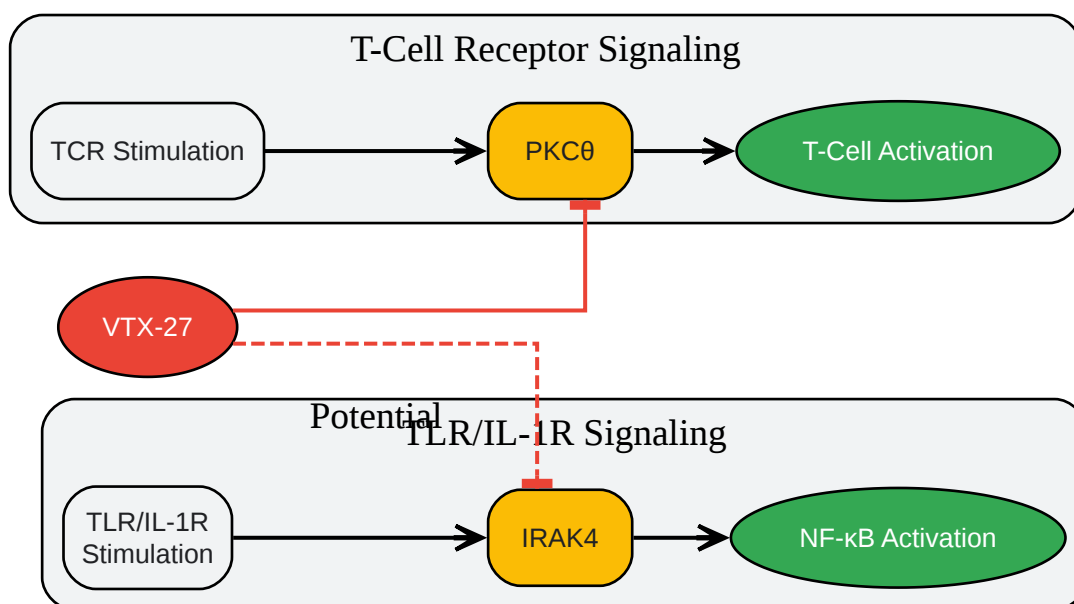 T-Cell Receptor Signaling
TCR Stimulation
PKCθ
T-Cell Activation
VTX-27
Potential
TLR/IL-1R Signaling
TLR/IL-1R
Stimulation
IRAK4
NF-κB Activation